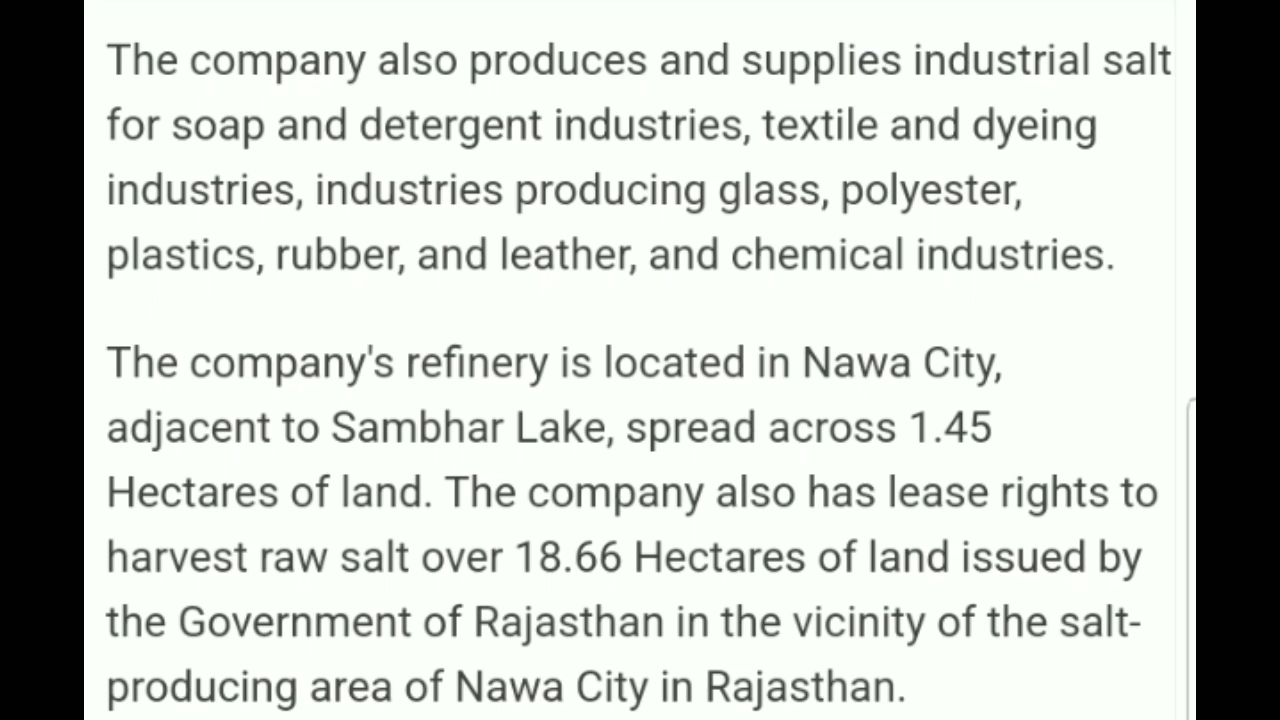 The company also produces and supplies industrial salt
for soap and detergent industries, textile and dyeing
industries, industries producing glass, polyester,
plastics, rubber, and leather, and chemical industries.
The company's refinery is located in Nawa City,
adjacent to Sambhar Lake, spread across 1.45
Hectares of land. The company also has lease rights to
harvest raw salt over 18.66 Hectares of land issued by
the Government of Rajasthan in the vicinity of the salt-
producing area of Nawa City in Rajasthan.